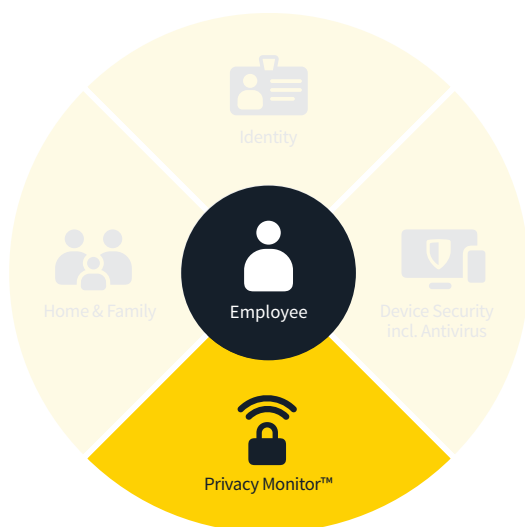 Identity
Home & Family
Employee
Device Security
incl. Antivirus
Privacy Monitor™